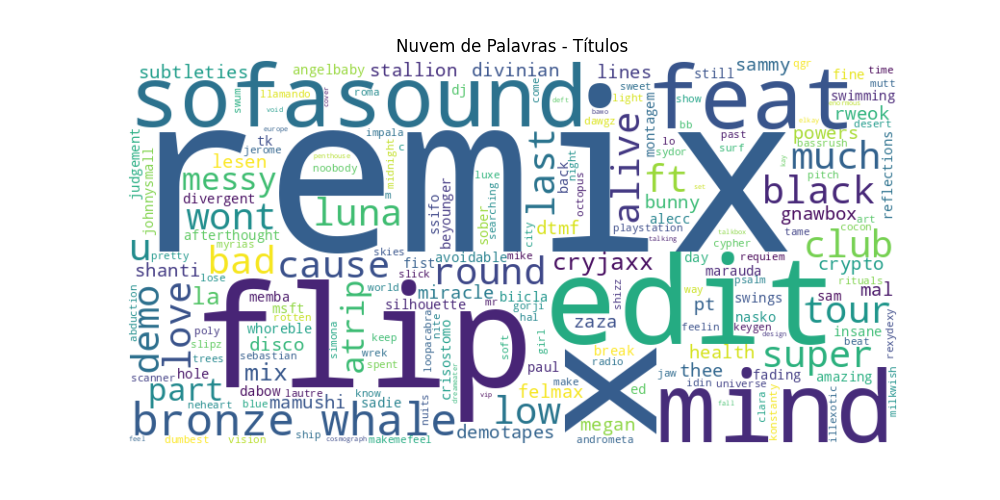 Nuvem de Palavras - Títulos
subtleties
angelbaby
stallion
divinian
lines
still
sammy
qgr
fine
time
mutt
sofasound
feat
llamando
roma
dj
come
sweet
light
show
swimming
swum
void
cover
deft
baeo
dawgz
bb
past
rweok
desert
europe
impala
c
montagem
surf
powers
bassrush
judgement
johnnysmall
tk
jerome
midnight
remix
last
back
night
alive
lo
sydor
much
reflections
lesen
penthouse
noobody
luxe
octopus
ft
say
pitch
messy
divergent
m
ssifo
beyounger
sober
searching
bunny
black
wont
luna
afterthought
dtmf
playstation
alecc
gnawbox
art
u
pretty
myrias
skies
city
talkbox
talking
cypher
tame
cocon
club
shanti
bad
cause
fist
avoidable
mike
round
cryjaxx
day
requiem
crypto
lose
slick
marauda
psalm
rituals
la
memba
world
silhouette
miracle
mr
biicla
gorji
edit
way
pt
swings
sam
mal
abduction
demo
love
poly
msft
rotten
flip
atrip
loopacabra
nite
crisostomo
hal
shizz
zaza
nasko
tour
whoreble
simona
keep
soft
girl
feelin
keygen
insane
slipz
disco
wrek
radio
design
beat
rexydexy
trees
sebastian
break
health
super
scanner
hole
mix
spent
paul
x
jaw
thee
amazing
part
dabow
lautre
know
make
felmax
ed
idin
universe
fading
neheart
blue
mamushi
sadie
nuits
dreameater
vip
low
mind
clara
konstanty
fall
set
illexotic
milkwish
bronze
whale
megan
demotapes
andrometa
feel
dumbest
vision
ship
cosmograph
makemefeel